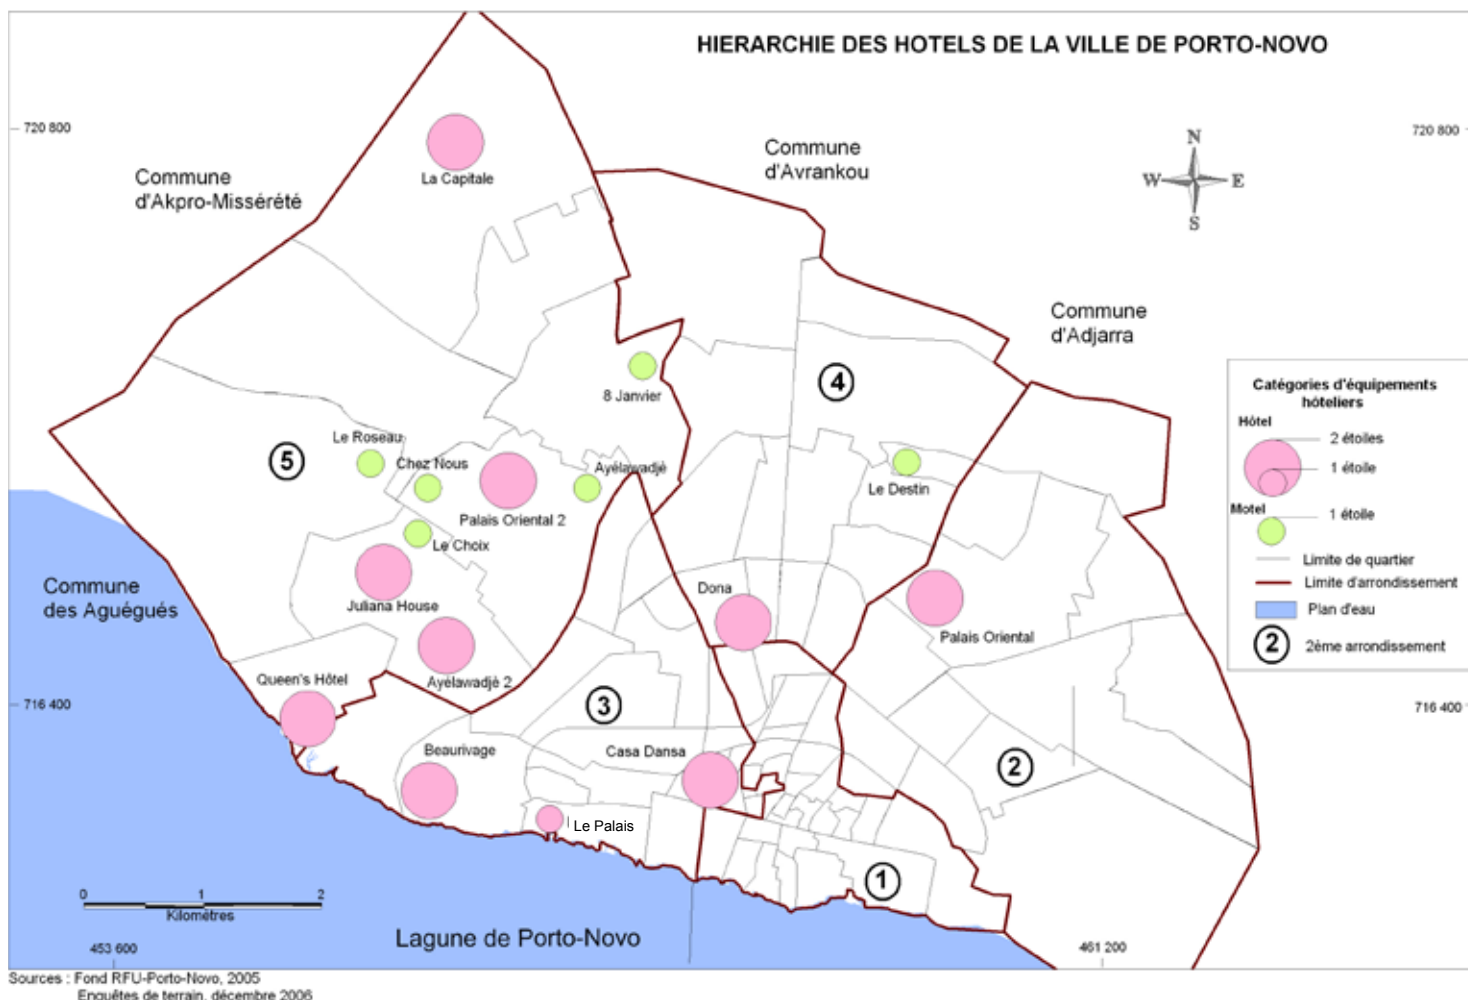 HIERARCHIE DES HOTELS DE LA VILLE DE PORTO-NOVO
720 800
720 800
Commune
d'Avrankou
N
W
E
S
Commune
d'Akpro-Missérété
La Capitale
Commune
d'Adjarra
8 Janvier
4
Catégories d'équipements
hôteliers
Hôtel
2 étoiles
1 étoile
Motel
1 étoile
Limite de quartier
Limite d'arrondissement
Plan d'eau
2
2ème arrondissement
Le Roseau
5
Chez Nous
Ayélawadjè
Le Destin
Palais Oriental 2
Le Choix
Commune
des Aguégués
Juliana House
Dona
Palais Oriental
Queen's Hôtel
Ayélawadjè 2
716 400
716 400
3
Beaurivage
Casa Dansa
2
Le Palais
1
0
1
2
Kilomètres
Lagune de Porto-Novo
453 600
461 200
Sources : Fond RFU-Porto-Novo, 2005
Enquêtes de terrain, décembre 2006